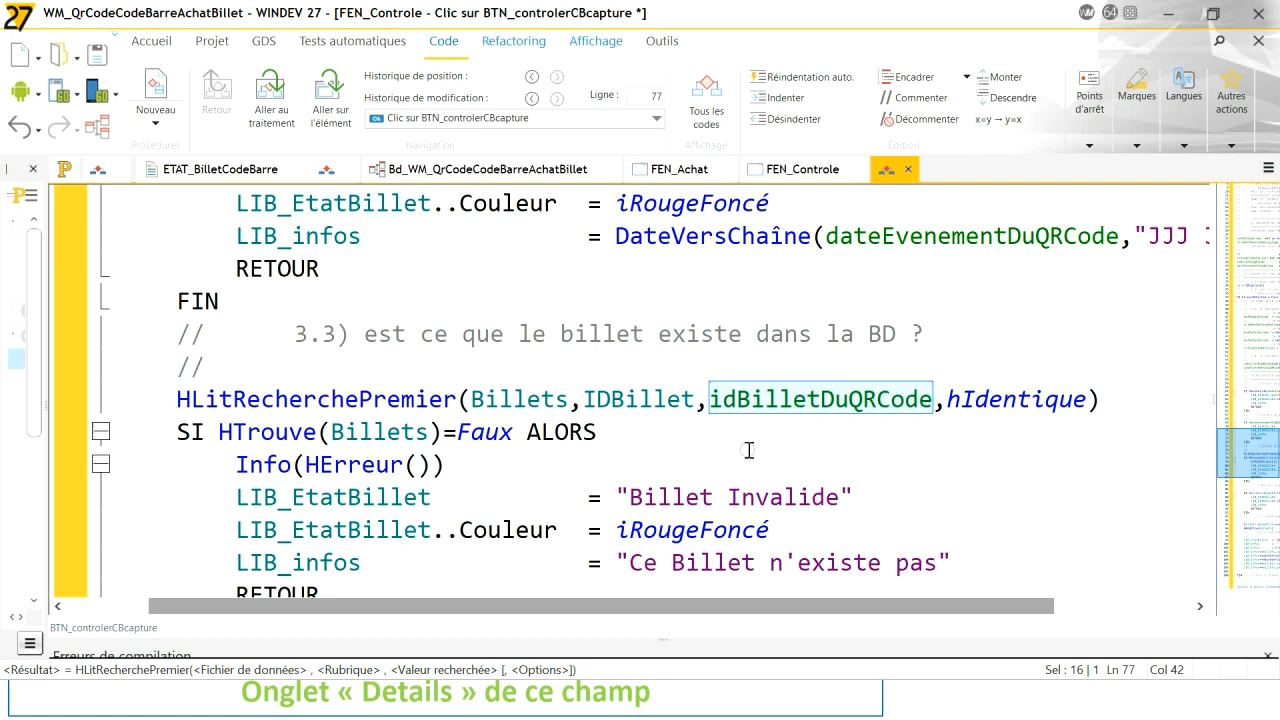 27 WM_QrCodeCodeBarreAchatBillet - WINDEV 27 - [FEN_Controle - Clic sur BTN_controlerCBcapture *]
WM 64
Accueil Projet GDS Tests automatiques Code Refactoring Affichage Outils
Nouveau
Procédures
Retour
Aller au traitement
Aller sur l'élément
Historique de position :
Historique de modification :
Ligne : 77
Ok Clic sur BTN_controlerCBcapture
Navigation
Tous les codes
Affichage
Réindentation auto.
Indenter
Désindenter
Encadrer
// Commenter
Décommenter
Monter
Descendre
x=y → y=x
Edition
Points d'arrêt
Marques
Langues
Autres actions
ETAT_BilletCodeBarre Bd_WM_QrCodeCodeBarreAchatBillet FEN_Achat FEN_Controle
LIB_EtatBillet..Couleur = iRougeFoncé
LIB_infos = DateVersChaîne(dateEvenementDuQRCode,"JJJ
RETOUR
FIN
// 3.3) est ce que le billet existe dans la BD ?
//
HLitRecherchePremier(Billets,IDBillet,idBilletDuQRCode,hIdentique)
SI HTrouve(Billets)=Faux ALORS
Info(HErreur())
LIB_EtatBillet = "Billet Invalide"
LIB_EtatBillet..Couleur = iRougeFoncé
LIB_infos = "Ce Billet n'existe pas"
RETOUR
BTN_controlerCBcapture
Erreurs de compilation
<Résultat> = HLitRecherchePremier(<Fichier de données> , <Rubrique> , <Valeur recherchée> [, <Options>]) Sel : 16 | 1 Ln 77 Col 42
Onglet « Details » de ce champ